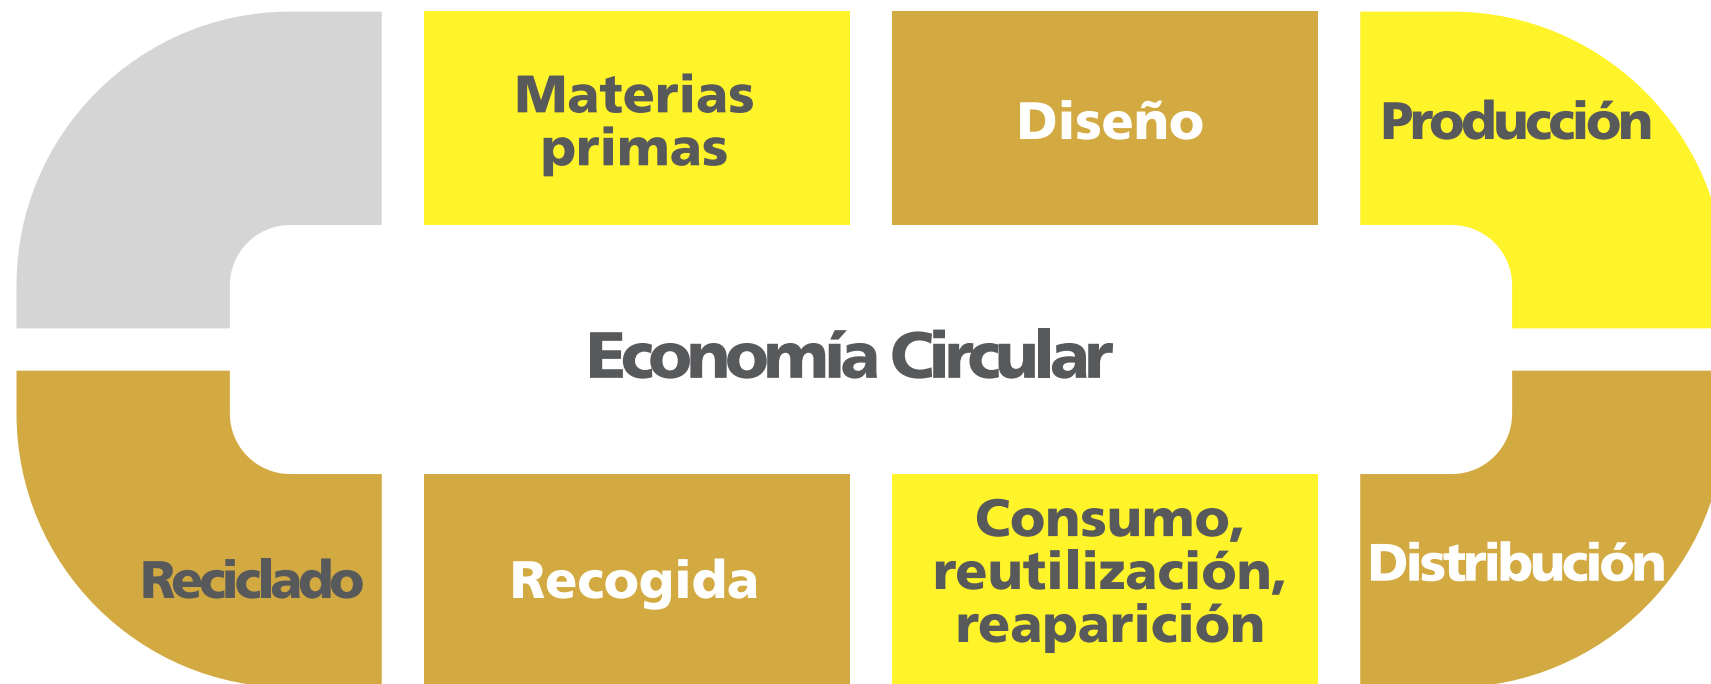 Materias
primas
Diseño
Producción
Economía Circular
Reciclado
Recogida
Consumo,
reutilización,
reaparición
Distribución